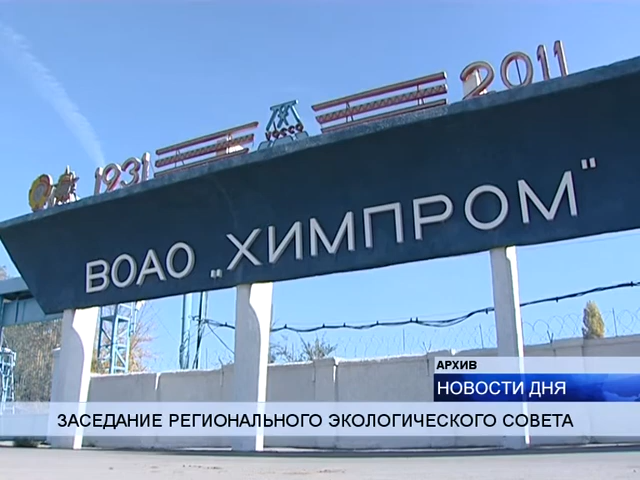 1931 2011
ВОАО „ХИМПРОМ"
АРХИВ
НОВОСТИ ДНЯ
ЗАСЕДАНИЕ РЕГИОНАЛЬНОГО ЭКОЛОГИЧЕСКОГО СОВЕТА